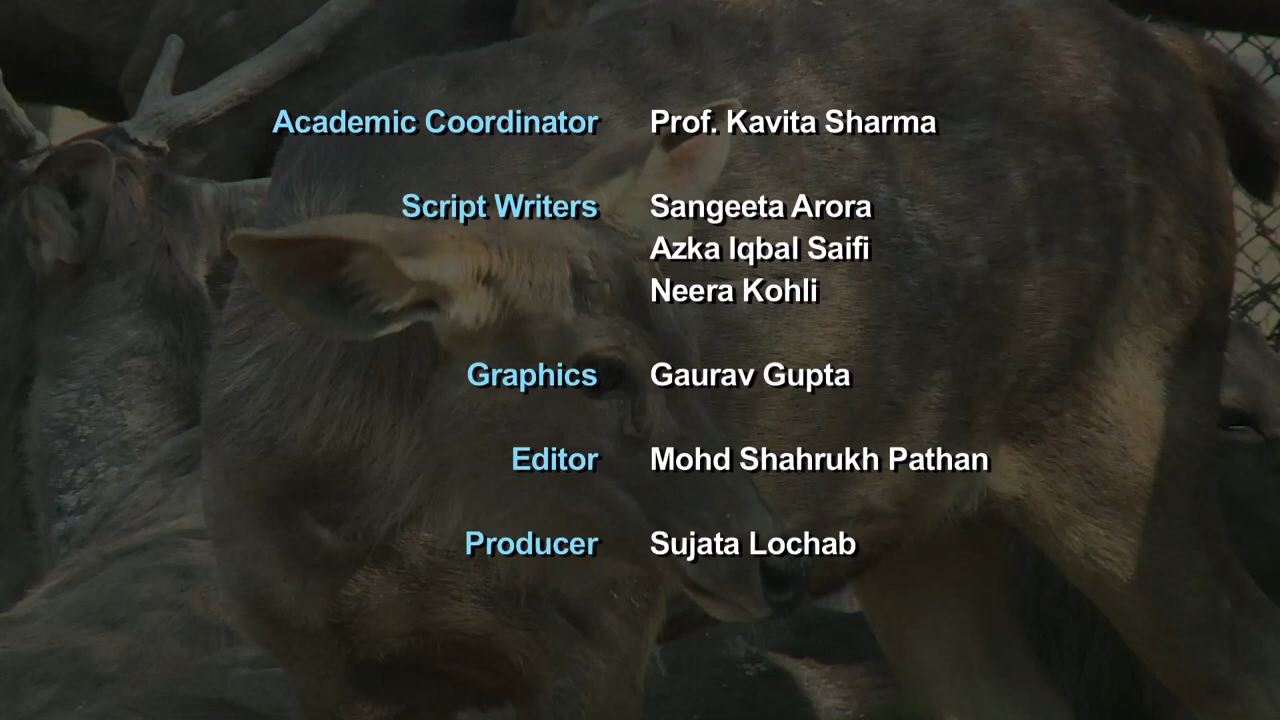 Academic Coordinator Prof. Kavita Sharma
Script Writers Sangeeta Arora
Azka Iqbal Saifi
Neera Kohli
Graphics Gaurav Gupta
Editor Mohd Shahrukh Pathan
Producer Sujata Lochab